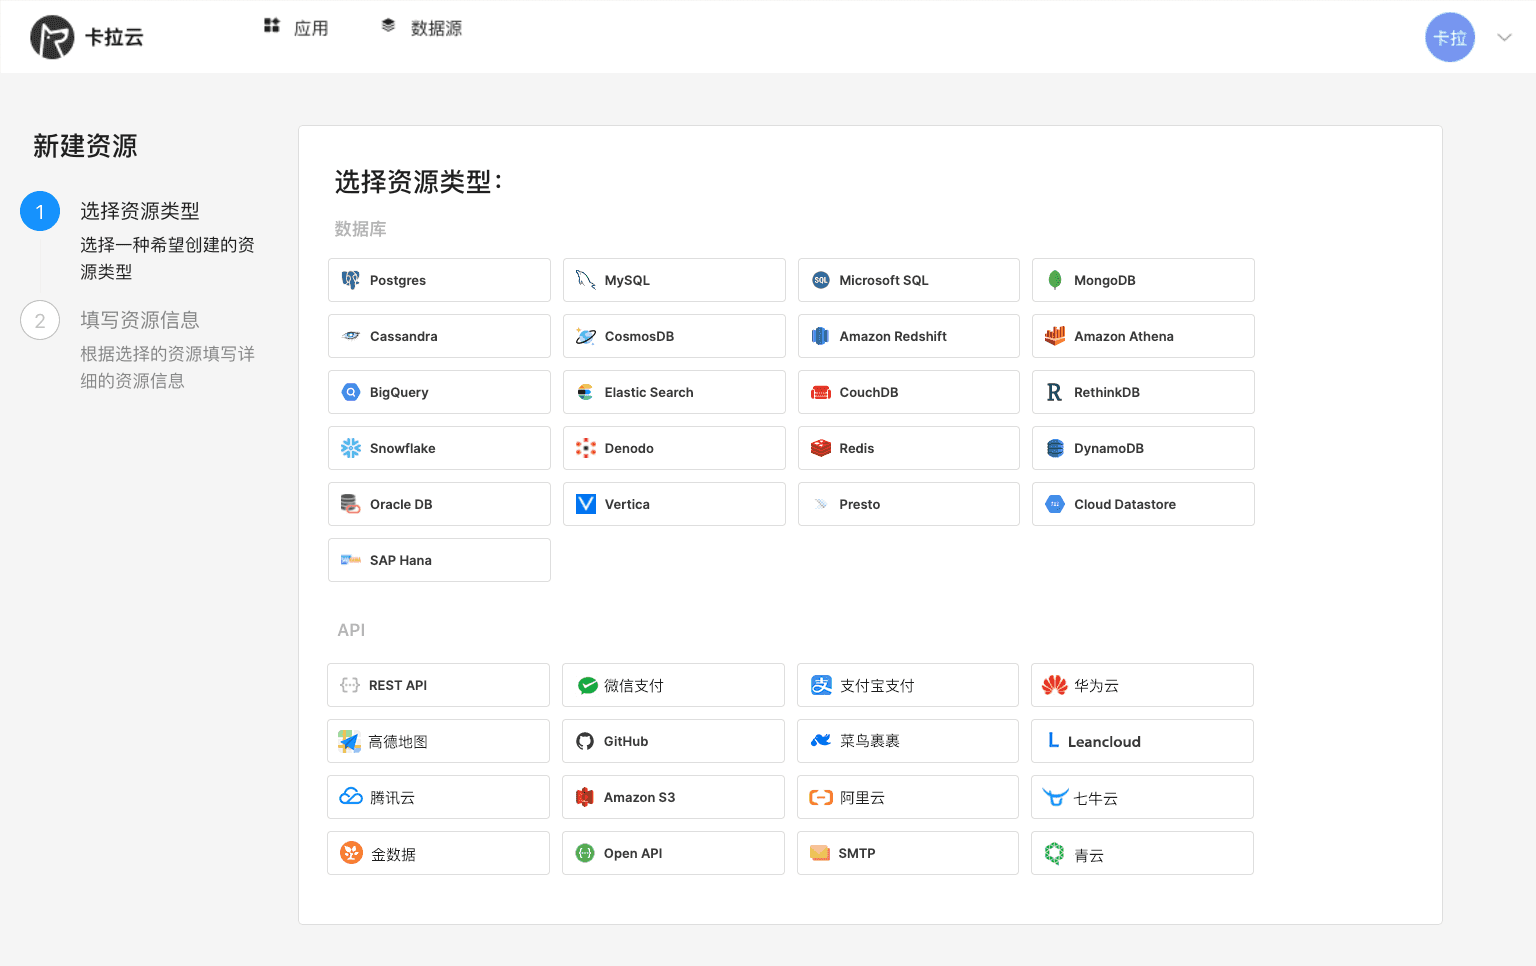 卡拉云
应用
数据源
卡拉
新建资源
1
选择资源类型
选择一种希望创建的资
源类型
2
填写资源信息
根据选择的资源填写详
细的资源信息
选择资源类型:
数据库
Postgres
MySQL
SQL
Microsoft SQL
MongoDB
Cassandra
CosmosDB
Amazon Redshift
Amazon Athena
BigQuery
Elastic Search
CouchDB
RethinkDB
Snowflake
Denodo
Redis
DynamoDB
Oracle DB
Vertica
Presto
Cloud Datastore
SAP Hana
API
REST API
微信支付
支付宝支付
华为云
高德地图
GitHub
菜鸟裹裹
Leancloud
腾讯云
Amazon S3
阿里云
七牛云
金数据
Open API
SMTP
青云